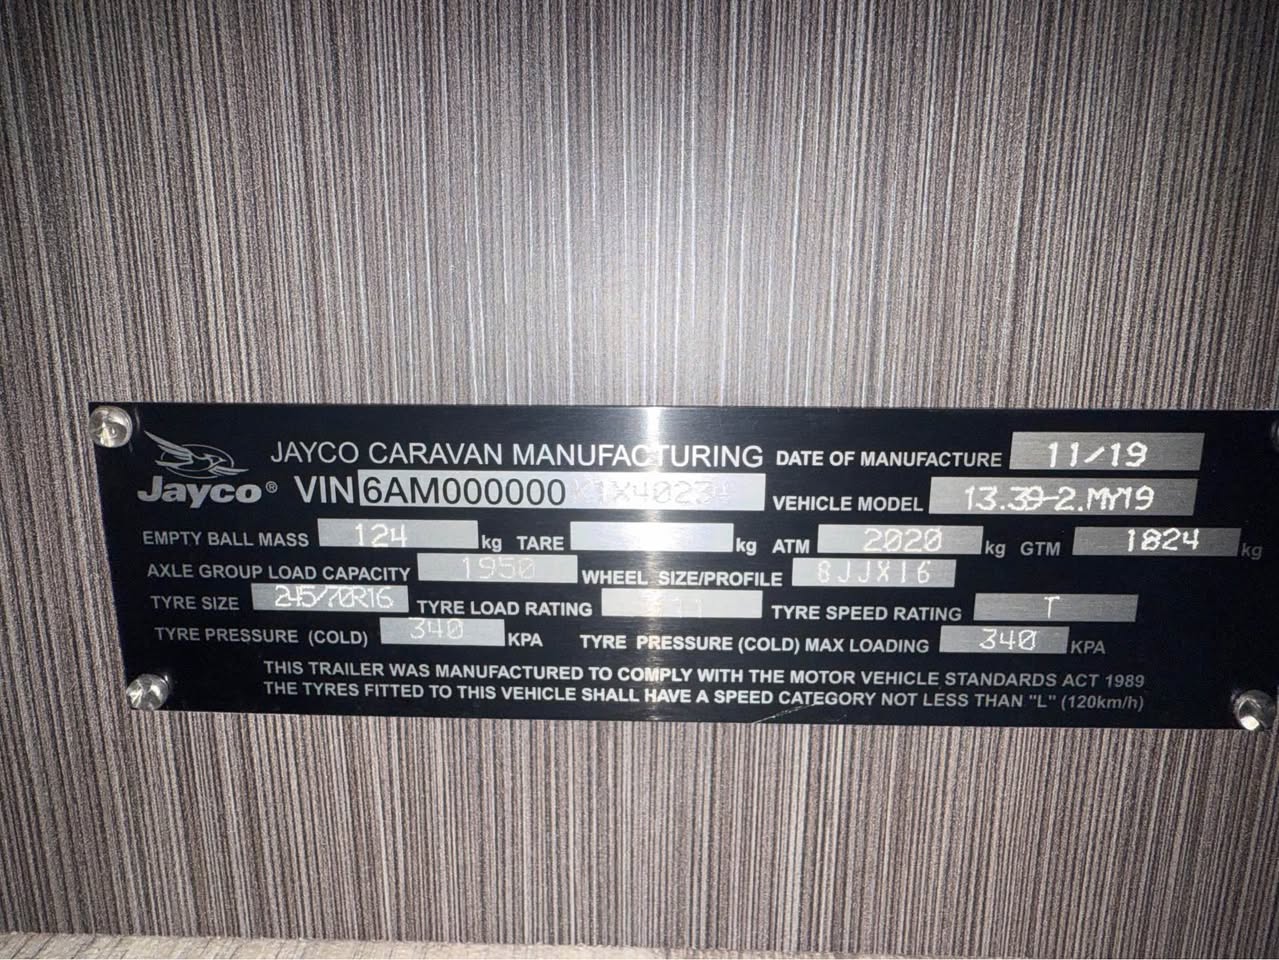 JAYCO CARAVAN MANUFACTURING DATE OF MANUFACTURE 11/19
Jayco® VIN 6AM000000 VEHICLE MODEL 13.39-2.MY19
EMPTY BALL MASS 124 kg TARE kg ATM 2020 kg GTM 1824 kg
AXLE GROUP LOAD CAPACITY 1950 WHEEL SIZE/PROFILE 8JJX16
TYRE SIZE 245/70R16 TYRE LOAD RATING TYRE SPEED RATING T
TYRE PRESSURE (COLD) 340 KPA TYRE PRESSURE (COLD) MAX LOADING 340 KPA
THIS TRAILER WAS MANUFACTURED TO COMPLY WITH THE MOTOR VEHICLE STANDARDS ACT 1989
THE TYRES FITTED TO THIS VEHICLE SHALL HAVE A SPEED CATEGORY NOT LESS THAN "L" (120km/h)